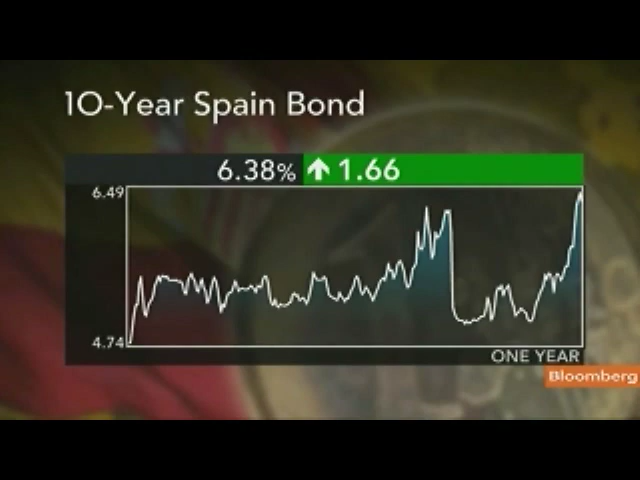 10-Year Spain Bond
6.38% ↑ 1.66
6.49
4.74
ONE YEAR
Bloomberg